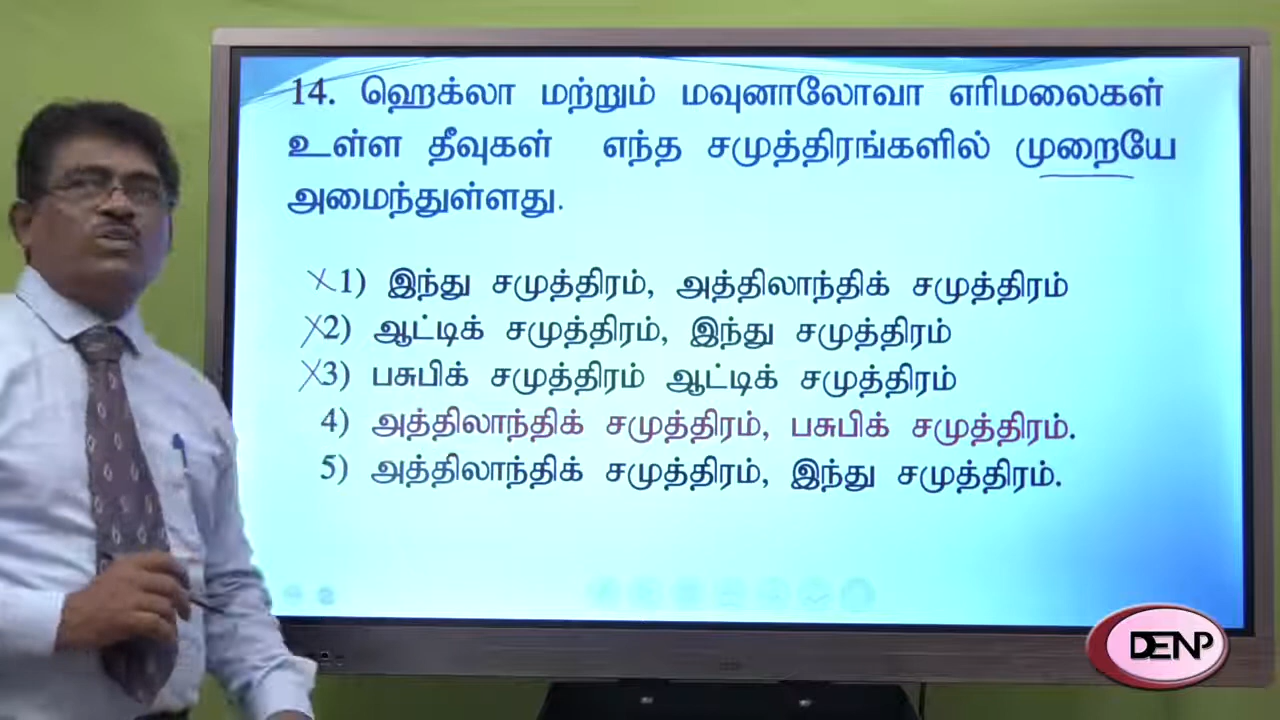 14. ஹெக்லா மற்றும் மவுனாலோவா எரிமலைகள்
உள்ள தீவுகள் எந்த சமுத்திரங்களில் முறையே
அமைந்துள்ளது.
1) இந்து சமுத்திரம், அத்திலாந்திக் சமுத்திரம்
2) ஆட்டிக் சமுத்திரம், இந்து சமுத்திரம்
3) பசுபிக் சமுத்திரம் ஆட்டிக் சமுத்திரம்
4) அத்திலாந்திக் சமுத்திரம், பசுபிக் சமுத்திரம்.
5) அத்திலாந்திக் சமுத்திரம், இந்து சமுத்திரம்.
DENP